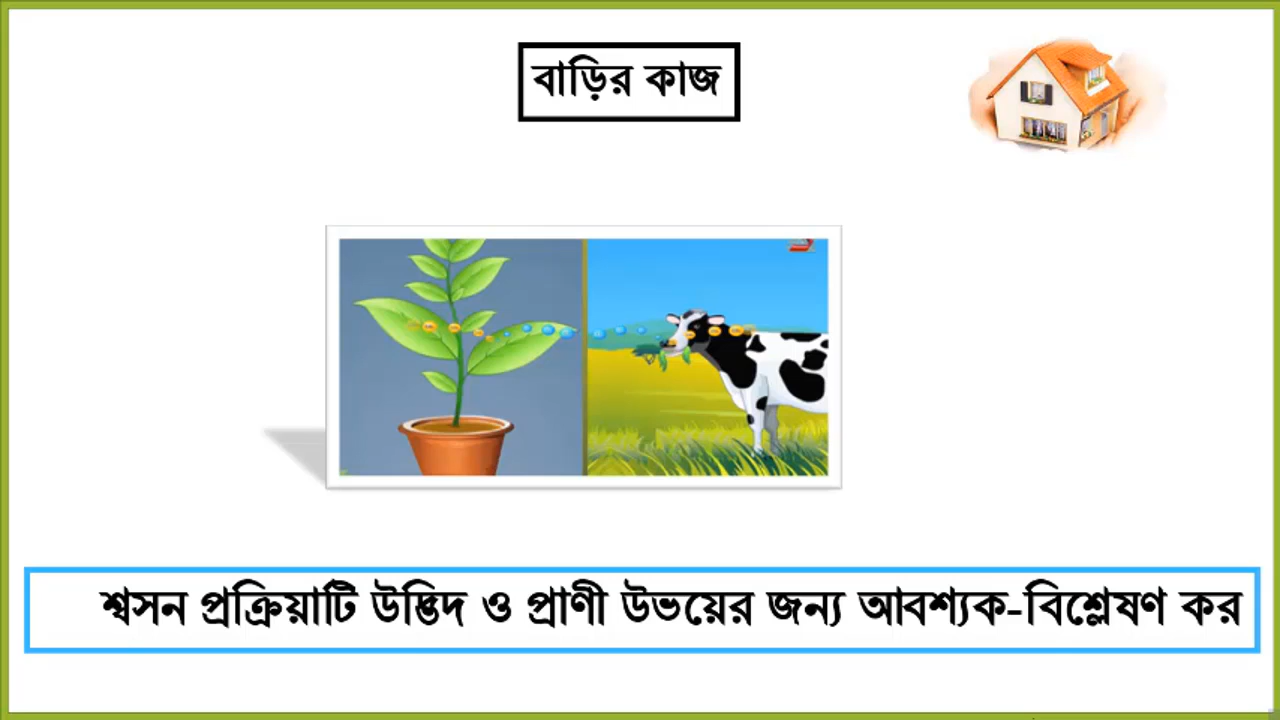 বাড়ির কাজ
শ্বসন প্রক্রিয়াটি উদ্ভিদ ও প্রাণী উভয়ের জন্য আবশ্যক-বিশ্লেষণ কর